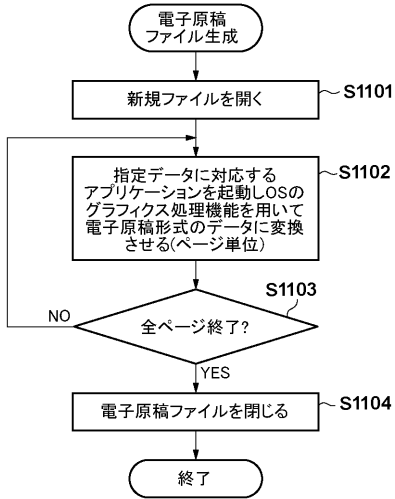 電子原稿
ファイル生成
新規ファイルを開く
S1101
指定データに対応する
アプリケーションを起動しOSの
グラフィクス処理機能を用いて
電子原稿形式のデータに変換
させる(ページ単位)
S1102
全ページ終了?
S1103
NO
YES
電子原稿ファイルを閉じる
S1104
終了